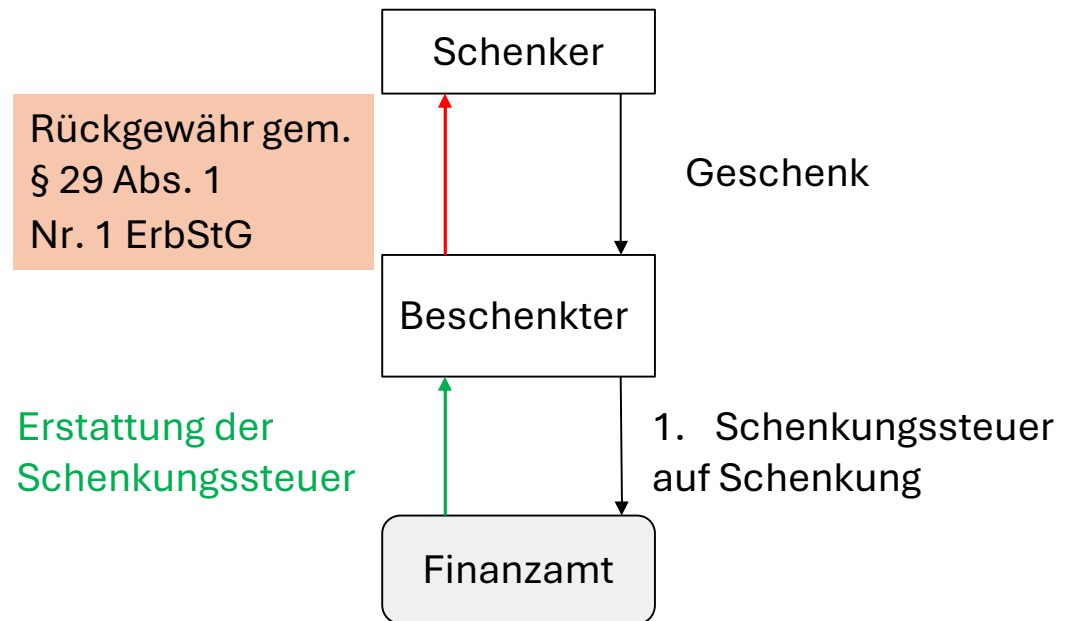 Schenker
Rückgewähr gem.
§ 29 Abs. 1
Nr. 1 ErbStG
Geschenk
Beschenkter
Erstattung der
Schenkungssteuer
1. Schenkungssteuer
auf Schenkung
Finanzamt